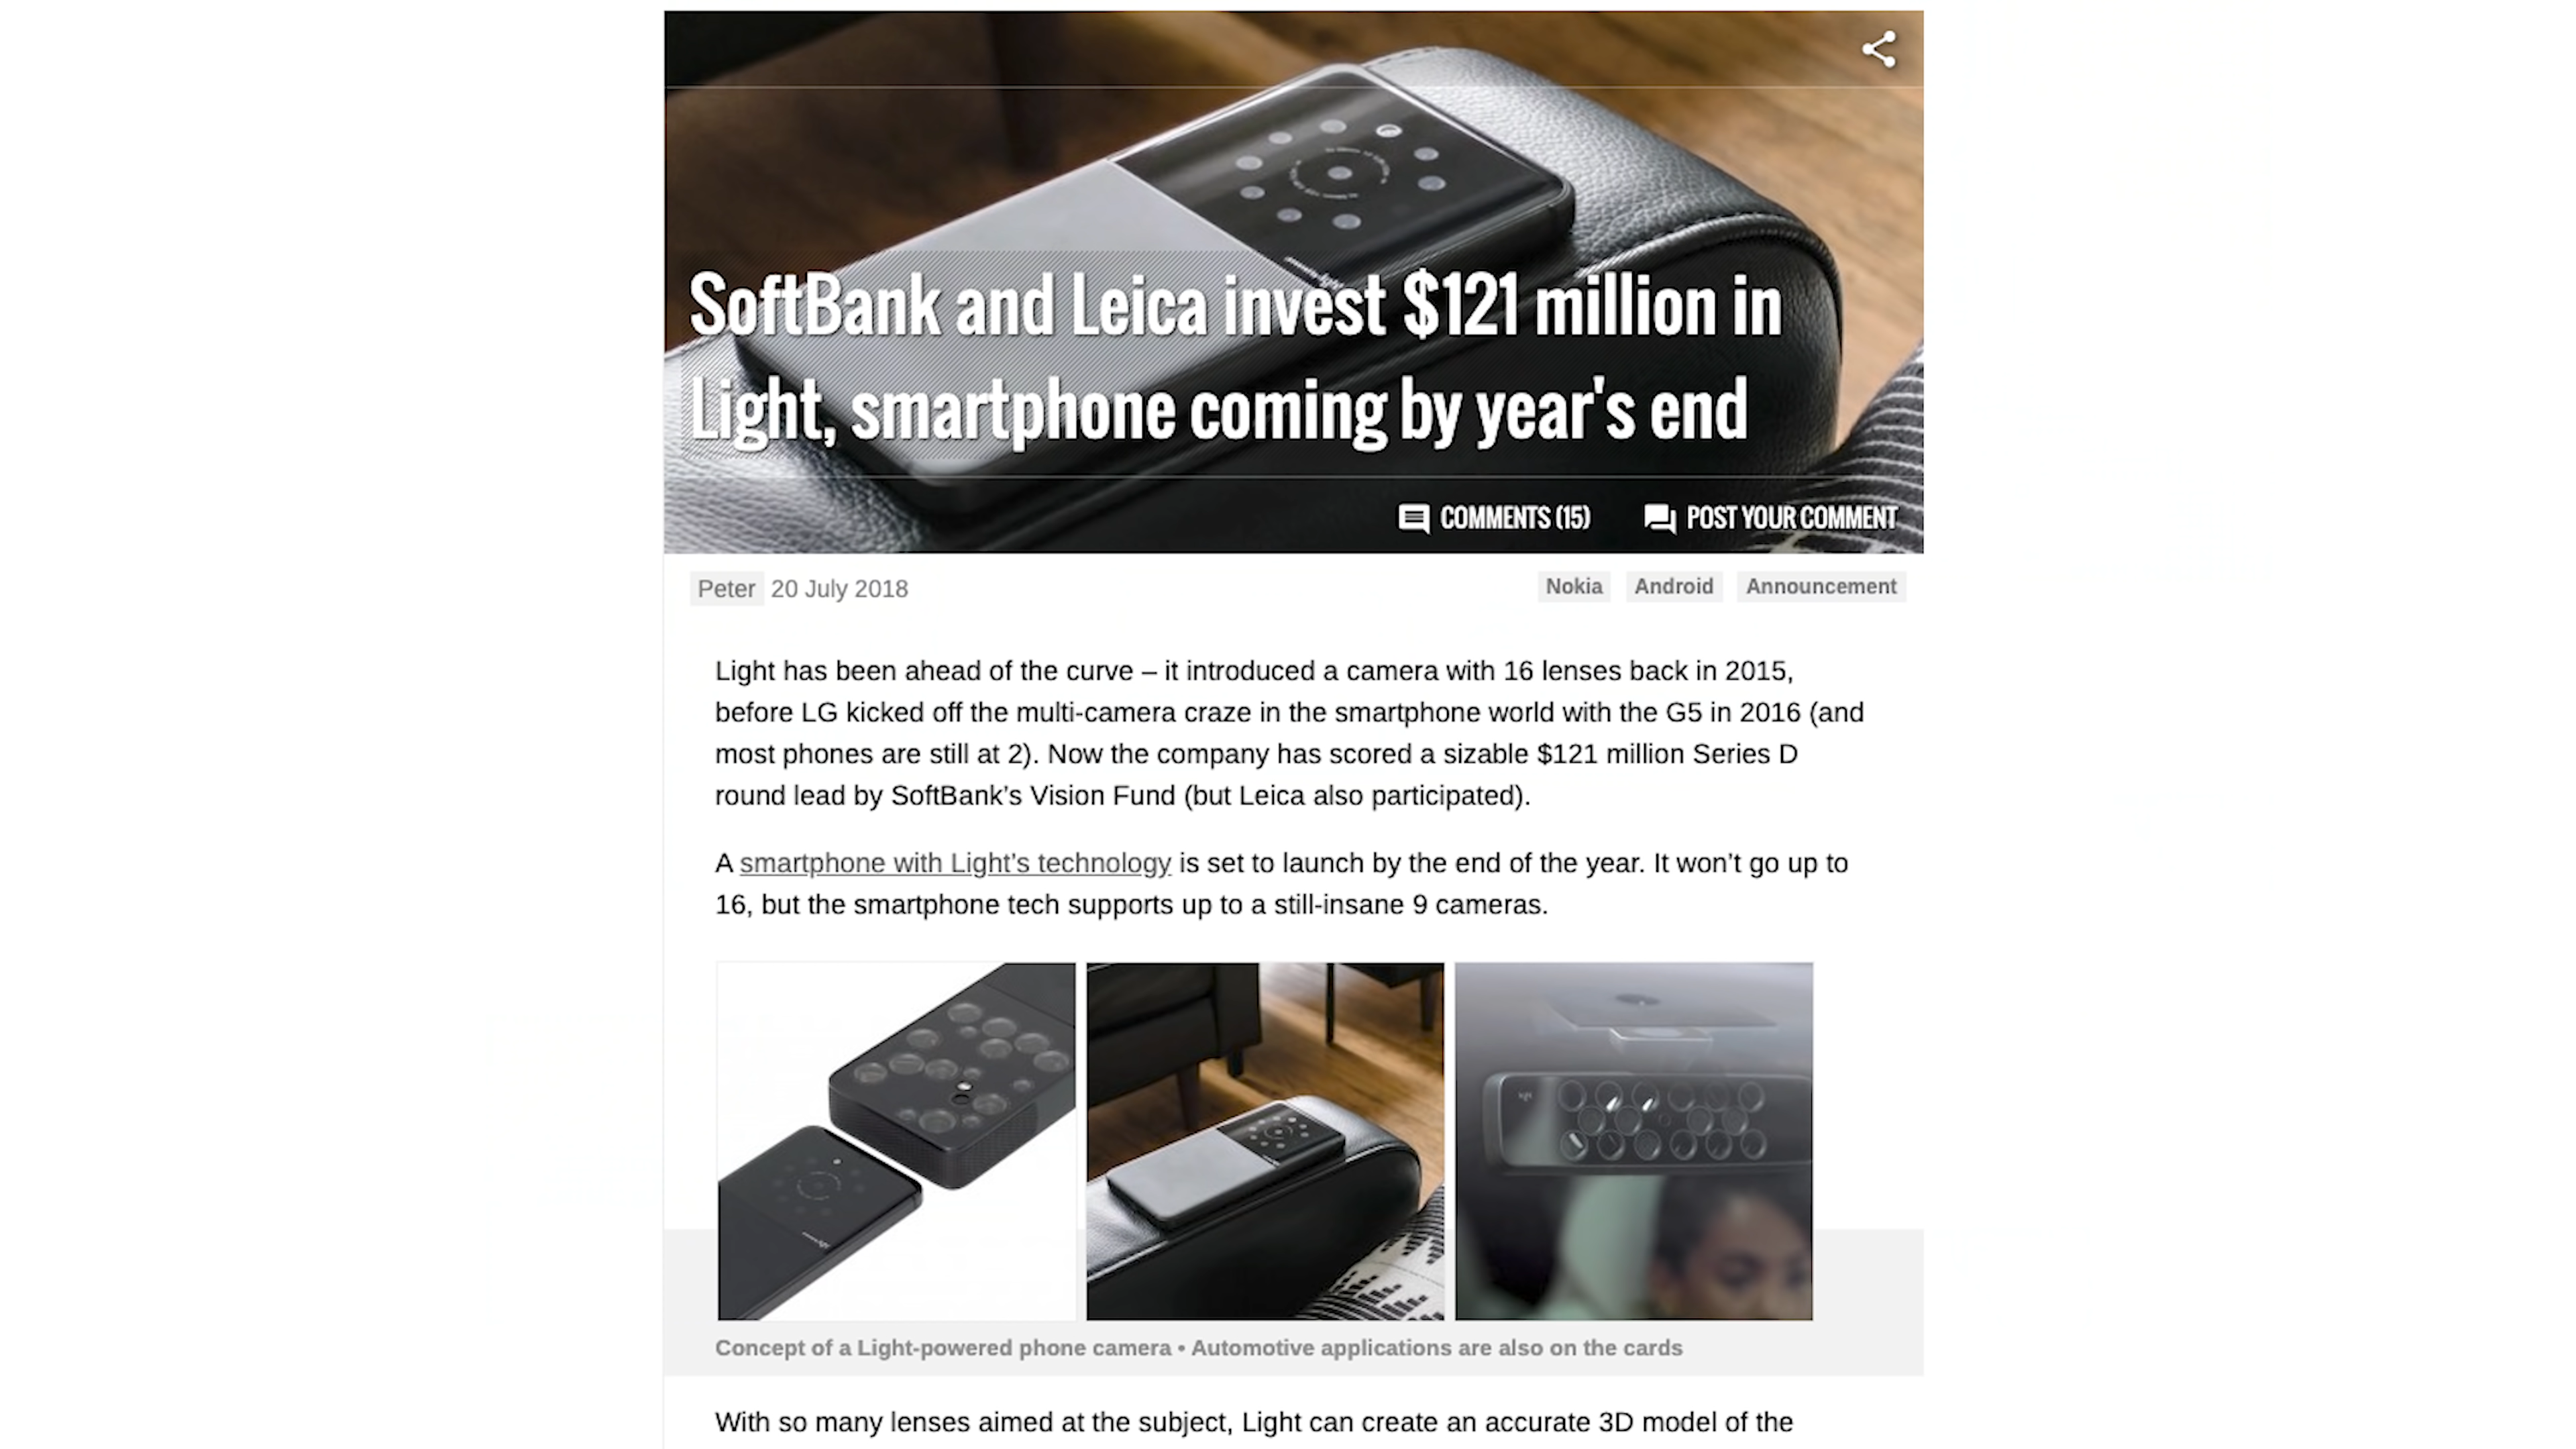 SoftBank and Leica invest $121 million in
Light, smartphone coming by year's end
COMMENTS (15)
POST YOUR COMMENT
Peter 20 July 2018
Nokia Android Announcement
Light has been ahead of the curve – it introduced a camera with 16 lenses back in 2015,
before LG kicked off the multi-camera craze in the smartphone world with the G5 in 2016 (and
most phones are still at 2). Now the company has scored a sizable $121 million Series D
round lead by SoftBank’s Vision Fund (but Leica also participated).
A smartphone with Light’s technology is set to launch by the end of the year. It won’t go up to
16, but the smartphone tech supports up to a still-insane 9 cameras.
Concept of a Light-powered phone camera • Automotive applications are also on the cards
With so many lenses aimed at the subject, Light can create an accurate 3D model of the